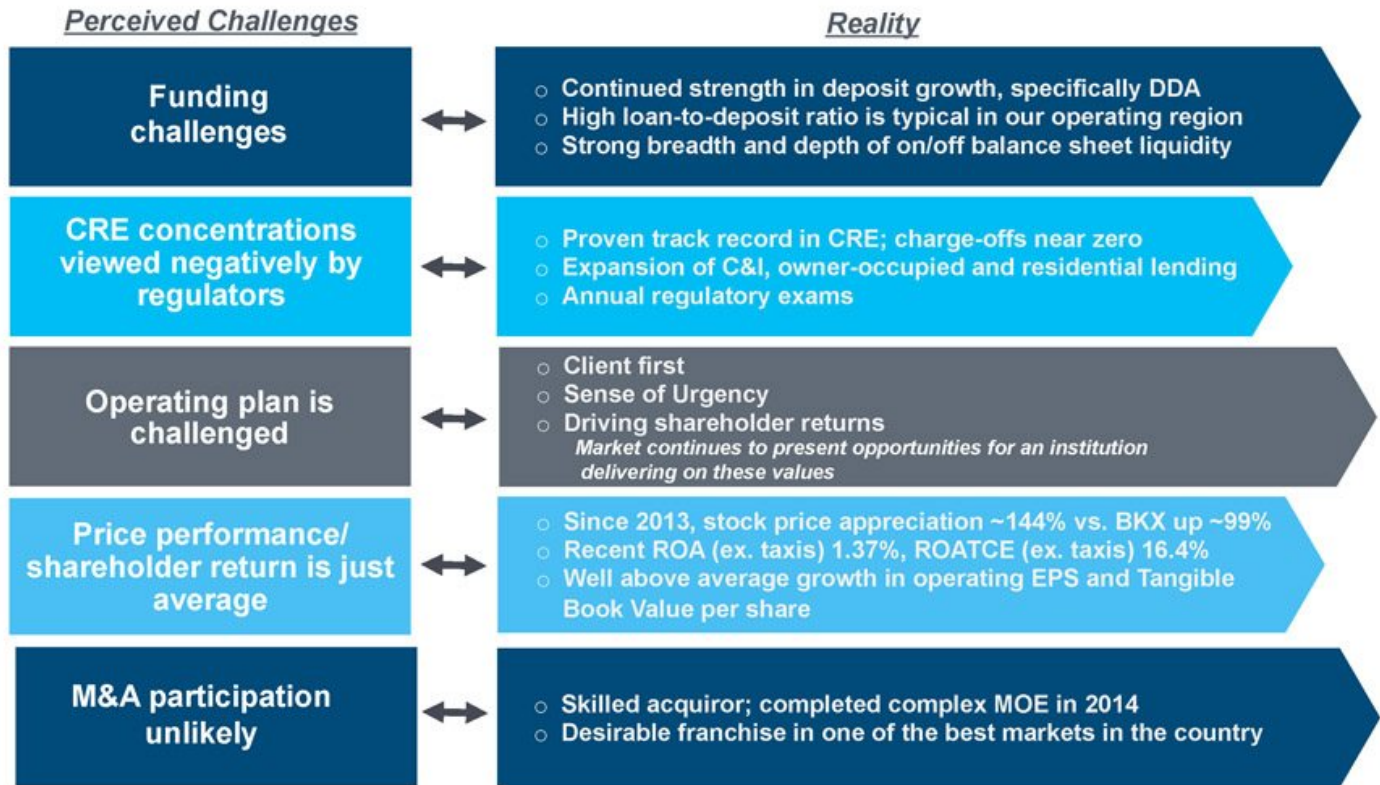 Perceived Challenges
Reality
Funding
challenges
○ Continued strength in deposit growth, specifically DDA
○ High loan-to-deposit ratio is typical in our operating region
○ Strong breadth and depth of on/off balance sheet liquidity
CRE concentrations
viewed negatively by
regulators
○ Proven track record in CRE; charge-offs near zero
○ Expansion of C&I, owner-occupied and residential lending
○ Annual regulatory exams
Operating plan is
challenged
○ Client first
○ Sense of Urgency
○ Driving shareholder returns
Market continues to present opportunities for an institution
delivering on these values
Price performance/
shareholder return is just
average
○ Since 2013, stock price appreciation ~144% vs. BKX up ~99%
○ Recent ROA (ex. taxis) 1.37%, ROATCE (ex. taxis) 16.4%
○ Well above average growth in operating EPS and Tangible
Book Value per share
M&A participation
unlikely
○ Skilled acquiror; completed complex MOE in 2014
○ Desirable franchise in one of the best markets in the country